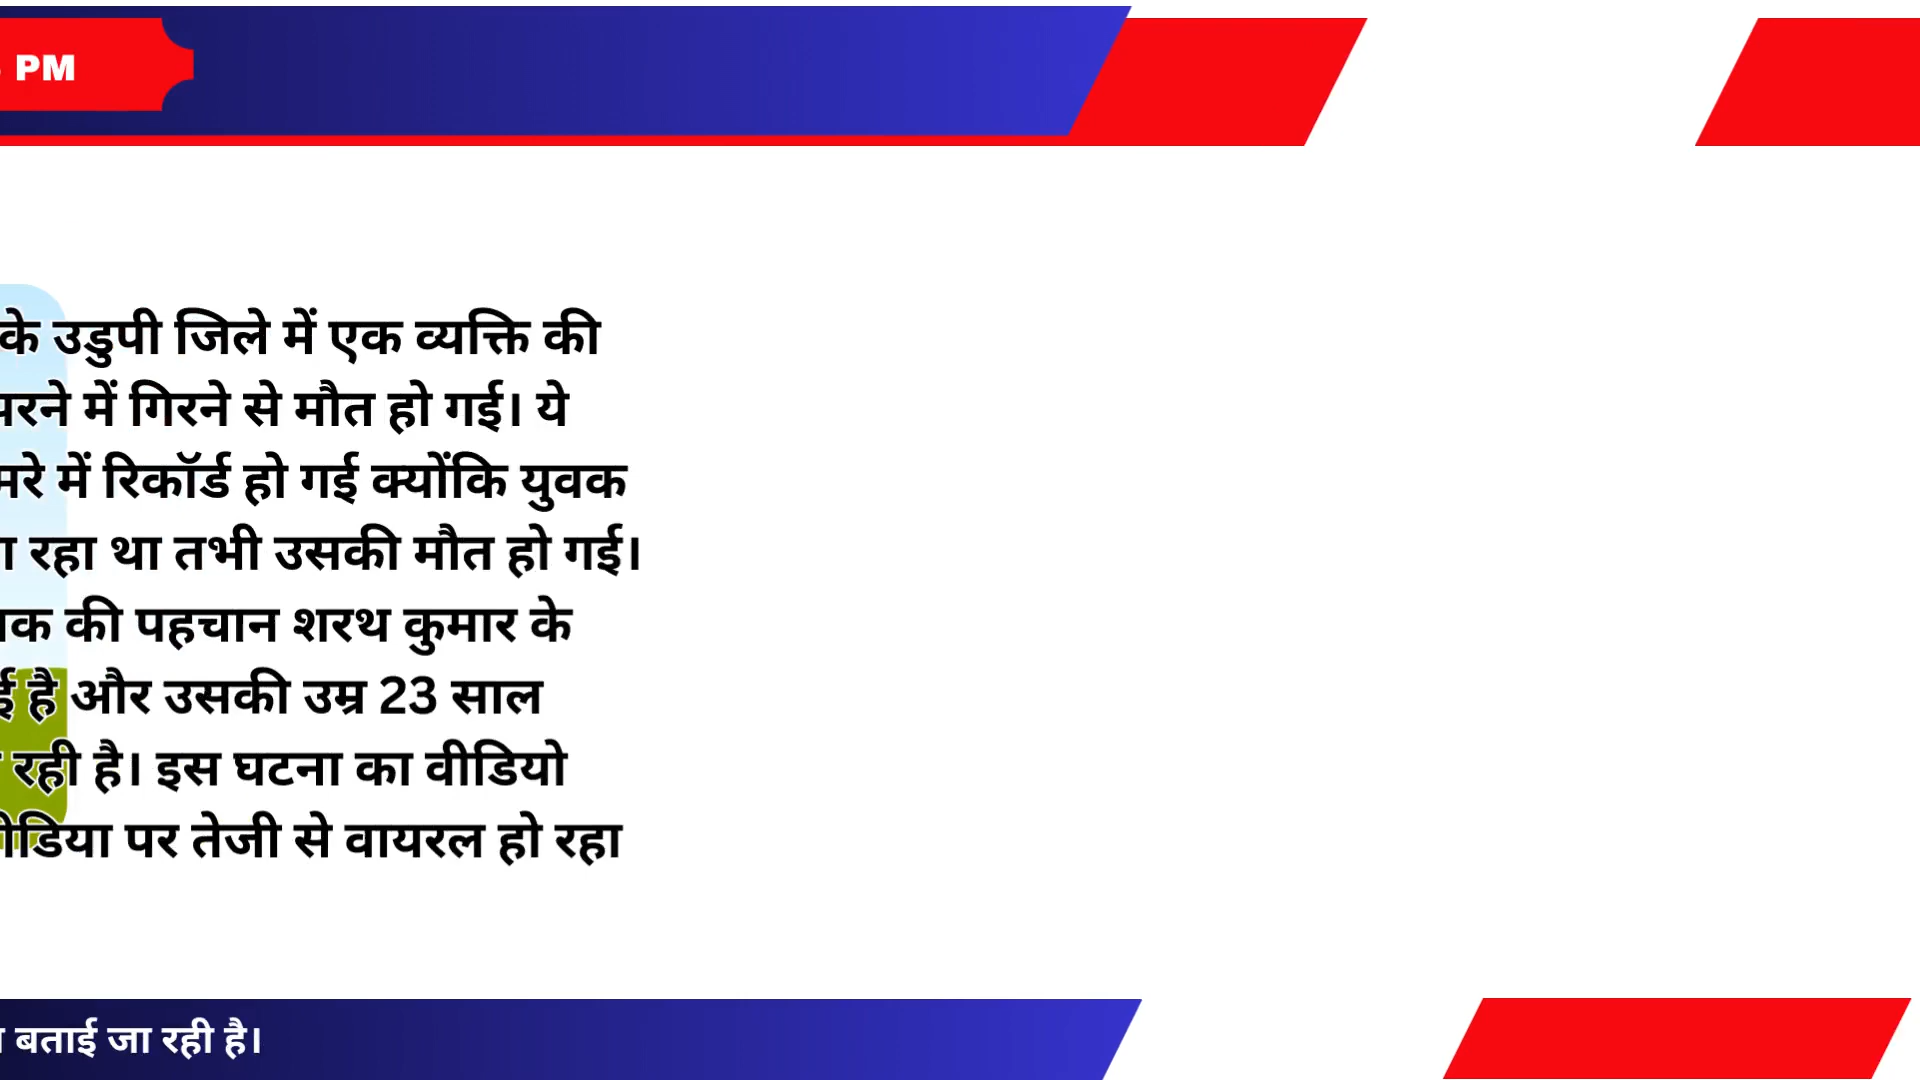 PM
के उडुपी जिले में एक व्यक्ति की
में गिरने से मौत हो गई। ये
में रिकॉर्ड हो गई क्योंकि युवक
रहा था तभी उसकी मौत हो गई।
की पहचान शरथ कुमार के
है और उसकी उम्र 23 साल
रही है। इस घटना का वीडियो
पर तेजी से वायरल हो रहा
बताई जा रही है।